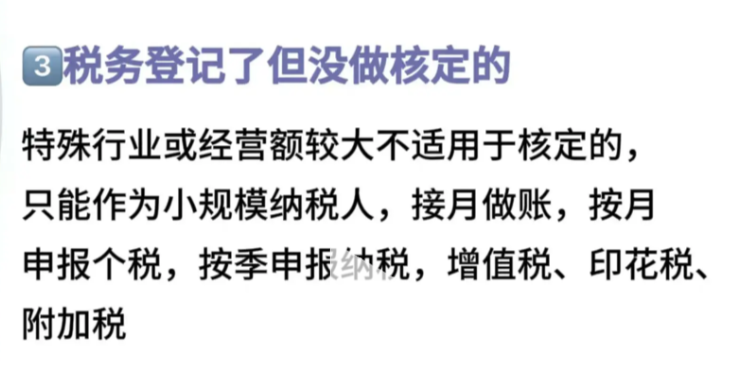 3税务登记了但没做核定的
特殊行业或经营额较大不适用于核定的，
只能作为小规模纳税人，接月做账，按月
申报个税，按季申报纳税，增值税、印花税、
附加税